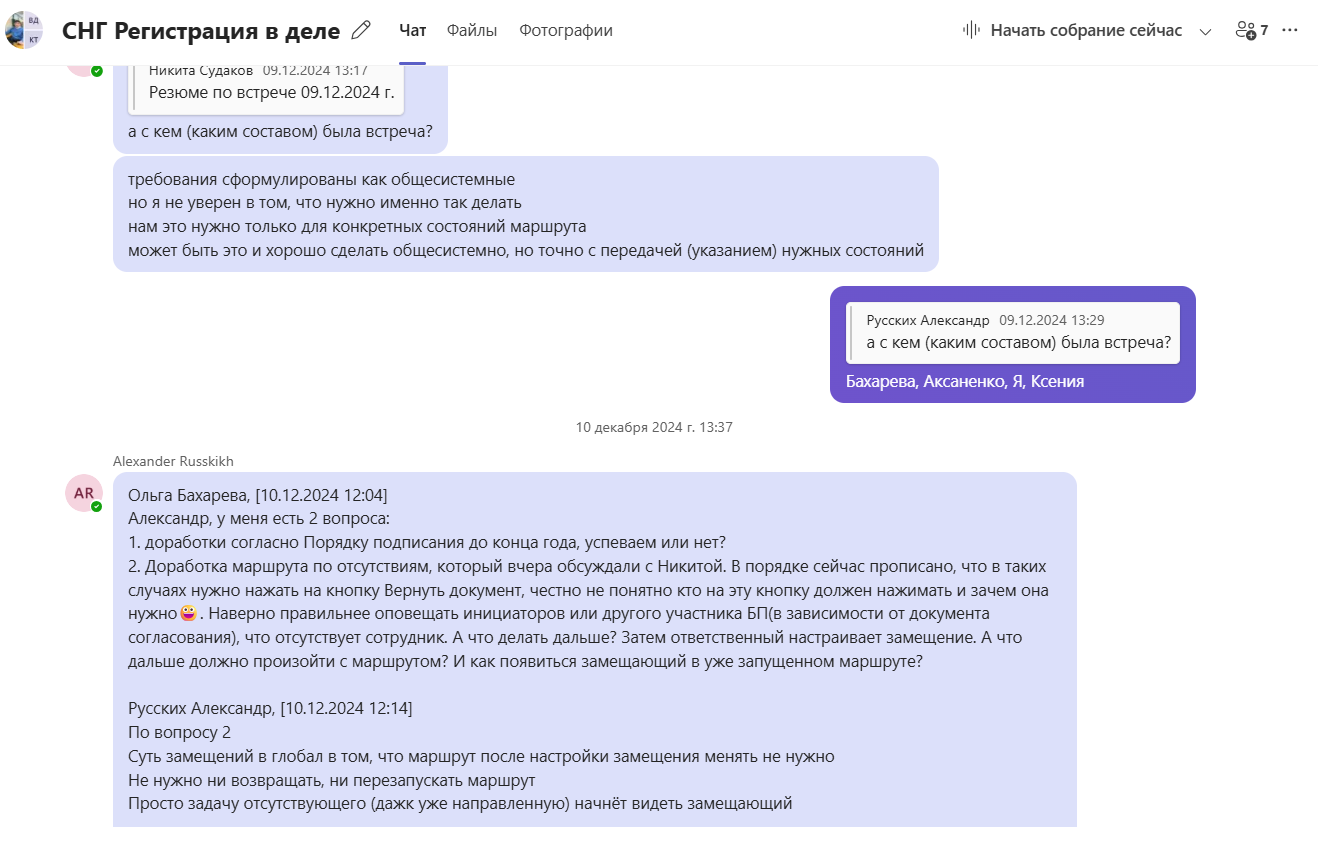 ВД
КТ
СНГ Регистрация в деле
Чат
Файлы
Фотографии
Начать собрание сейчас
7
Никита Судаков 09.12.2024 13:17
Резюме по встрече 09.12.2024 г.
а с кем (каким составом) была встреча?
требования сформулированы как общесистемные
но я не уверен в том, что нужно именно так делать
нам это нужно только для конкретных состояний маршрута
может быть это и хорошо сделать общесистемно, но точно с передачей (указанием) нужных состояний
Русских Александр 09.12.2024 13:29
а с кем (каким составом) была встреча?
Бахарева, Аксаненко, Я, Ксения
10 декабря 2024 г. 13:37
Alexander Russkikh
AR
Ольга Бахарева, [10.12.2024 12:04]
Александр, у меня есть 2 вопроса:
1. доработки согласно Порядку подписания до конца года, успеваем или нет?
2. Доработка маршрута по отсутствиям, который вчера обсуждали с Никитой. В порядке сейчас прописано, что в таких
случаях нужно нажать на кнопку Вернуть документ, честно не понятно кто на эту кнопку должен нажимать и зачем она
нужно😀. Наверно правильнее оповещать инициаторов или другого участника БП(в зависимости от документа
согласования), что отсутствует сотрудник. А что делать дальше? Затем ответственный настраивает замещение. А что
дальше должно произойти с маршрутом? И как появиться замещающий в уже запущенном маршруте?
Русских Александр, [10.12.2024 12:14]
По вопросу 2
Суть замещений в глобал в том, что маршрут после настройки замещения менять не нужно
Не нужно ни возвращать, ни перезапускать маршрут
Просто задачу отсутствующего (дажк уже направленную) начнёт видеть замещающий